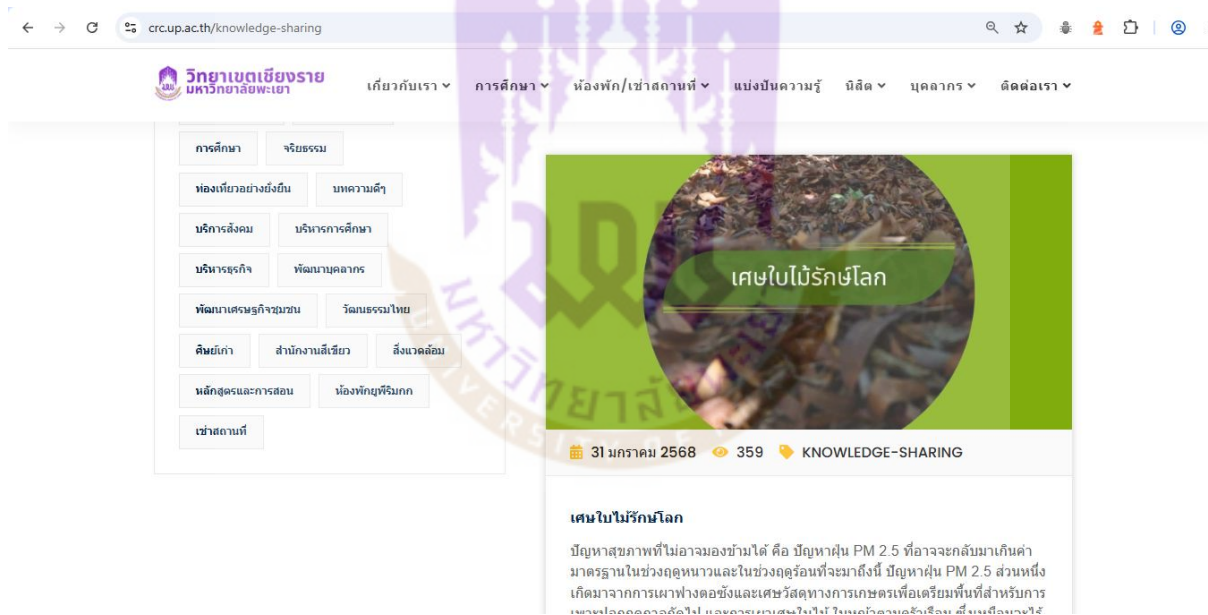 crc.up.ac.th/knowledge-sharing
วิทยาเขตเชียงราย
มหาวิทยาลัยพะเยา
เกี่ยวกับเรา การศึกษา ห้องพัก/เช่าสถานที่ แบ่งปันความรู้ นิสิต บุคลากร ติดต่อเรา
การศึกษา จริยธรรม
ท่องเที่ยวอย่างยั่งยืน บทความดีๆ
บริการสังคม บริหารการศึกษา
บริหารธุรกิจ พัฒนาบุคลากร
พัฒนาเศรษฐกิจชุมชน วัฒนธรรมไทย
ศิษย์เก่า สำนักงานสีเขียว สิ่งแวดล้อม
หลักสูตรและการสอน ห้องพักภูพีริมกก
เช่าสถานที่
เศษใบไม้รักษ์โลก
31 มกราคม 2568 359 KNOWLEDGE-SHARING
เศษใบไม้รักษ์โลก
ปัญหาสุขภาพที่ไม่อาจมองข้ามได้ คือ ปัญหาฝุ่น PM 2.5 ที่อาจจะกลับมาเกินค่า
มาตรฐานในช่วงฤดูหนาวและในช่วงฤดูร้อนที่จะมาถึงนี้ ปัญหาฝุ่น PM 2.5 ส่วนหนึ่ง
เกิดมาจากการเผาฟางตอซังและเศษวัสดุทางการเกษตรเพื่อเตรียมพื้นที่สำหรับการ
มหาวิทยาลัย